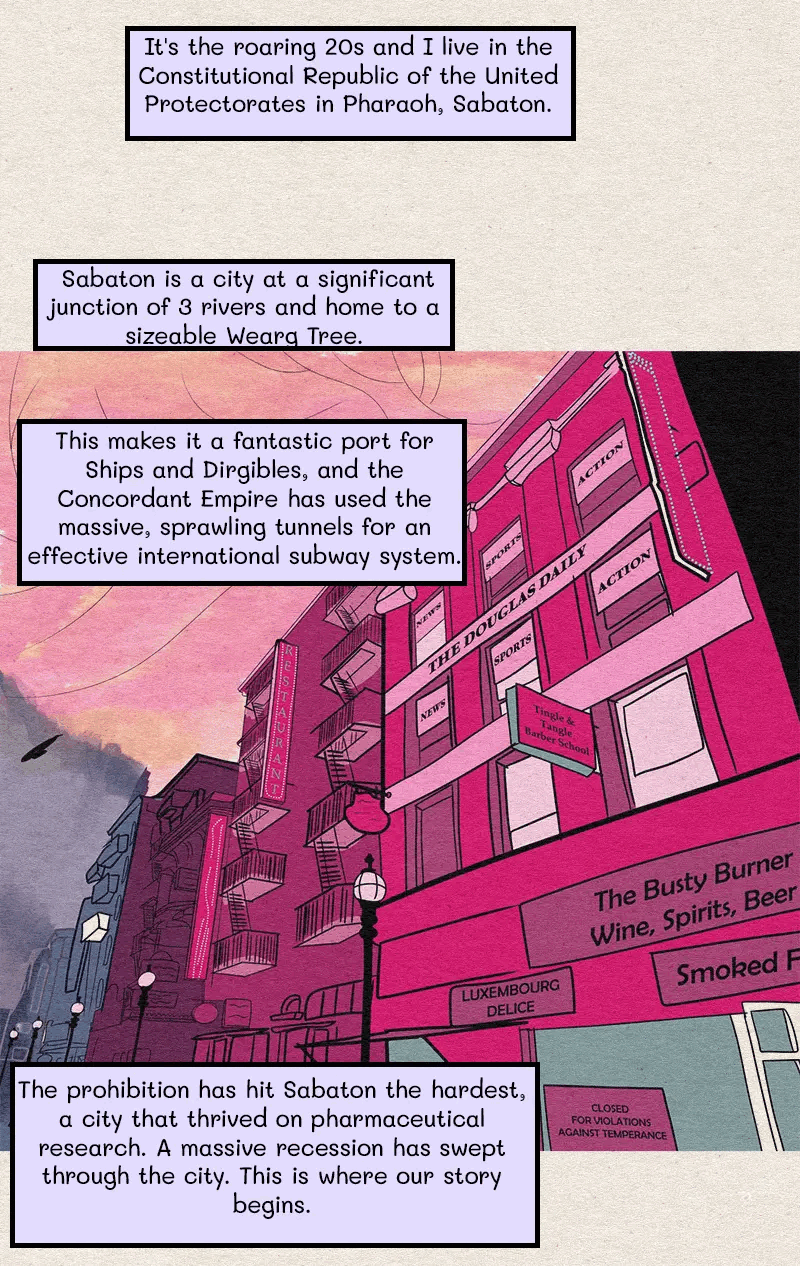 It's the roaring 20s and I live in the
Constitutional Republic of the United
Protectorates in Pharaoh, Sabaton.
Sabaton is a city at a significant
junction of 3 rivers and home to a
sizeable Wearg Tree.
This makes it a fantastic port for
Ships and Dirgibles, and the
Concordant Empire has used the
massive, sprawling tunnels for an
effective international subway system.
ACTION
SPORTS
ACTION
NEWS
THE DOUGLAS DAILY
SPORTS
NEWS
RESTAURANT
Tingle &
Tangle
Barber School
The Busty Burner
Wine, Spirits, Beer
Smoked F
LUXEMBOURG
DELICE
CLOSED
FOR VIOLATIONS
AGAINST TEMPERANCE
The prohibition has hit Sabaton the hardest,
a city that thrived on pharmaceutical
research. A massive recession has swept
through the city. This is where our story
begins.